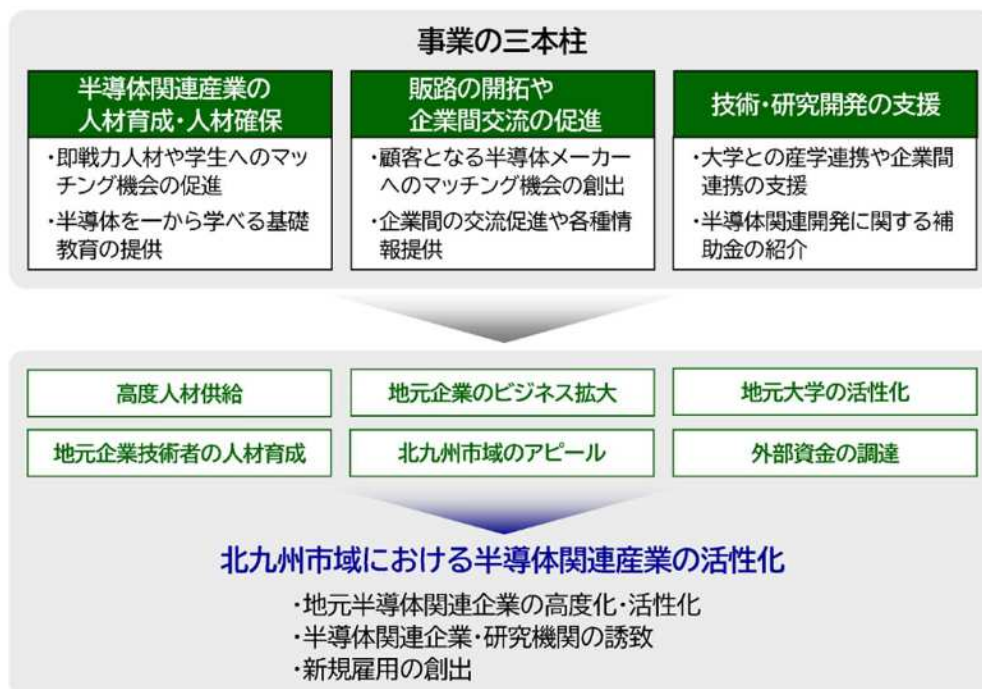 事業の三本柱
半導体関連産業の
人材育成・人材確保
・即戦力人材や学生へのマッ
チング機会の促進
・半導体を一から学べる基礎
教育の提供
販路の開拓や
企業間交流の促進
・顧客となる半導体メーカー
へのマッチング機会の創出
・企業間の交流促進や各種情
報提供
技術・研究開発の支援
・大学との産学連携や企業間
連携の支援
・半導体関連開発に関する補
助金の紹介
高度人材供給
地元企業のビジネス拡大
地元大学の活性化
地元企業技術者の人材育成
北九州市域のアピール
外部資金の調達
北九州市域における半導体関連産業の活性化
・地元半導体関連企業の高度化・活性化
・半導体関連企業・研究機関の誘致
・新規雇用の創出